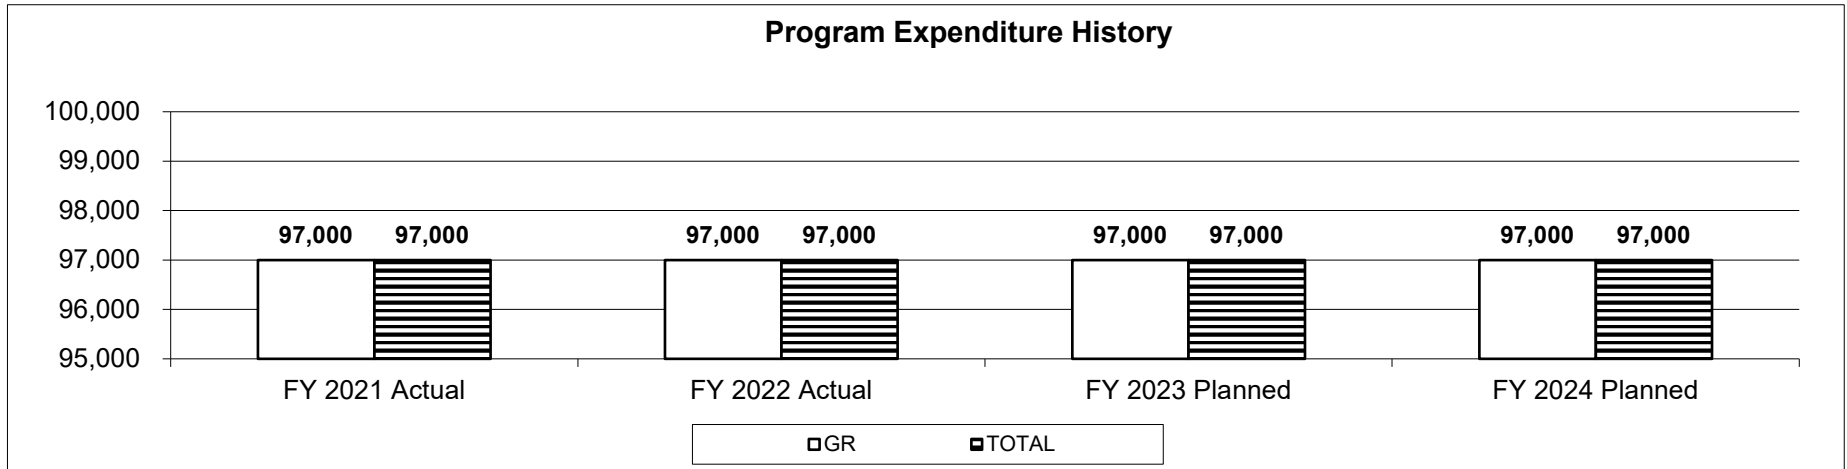 Program Expenditure History
100,000
99,000
98,000
97,000
96,000
95,000
97,000 97,000 97,000 97,000 97,000 97,000 97,000 97,000
FY 2021 Actual FY 2022 Actual FY 2023 Planned FY 2024 Planned
GR TOTAL